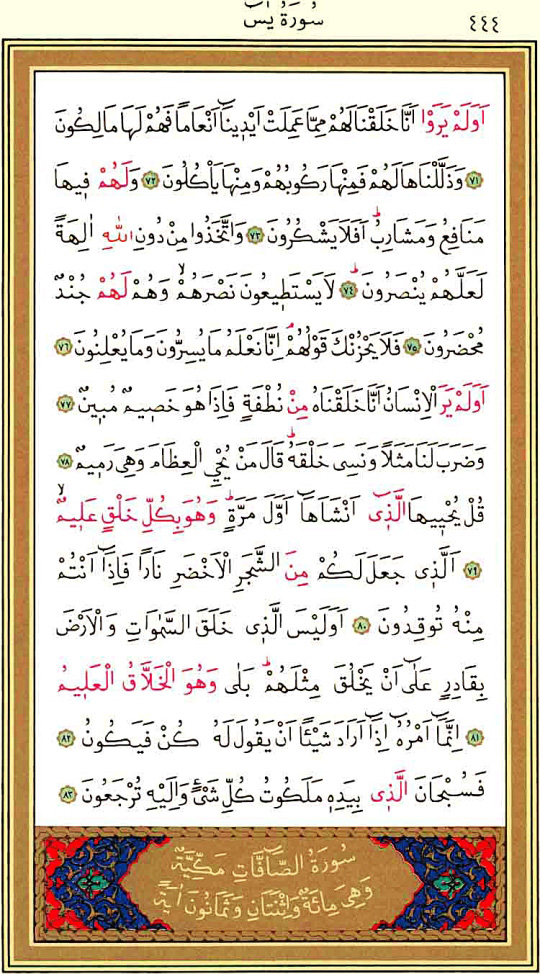 سُورَةُ يٰسٓ
٤٤٤
اَوَلَمْ يَرَوْا اَنَّا خَلَقْنَا لَهُمْ مِمَّا عَمِلَتْ اَيْدِينَٓا اَنْعَاماً فَهُمْ لَهَا مَالِكُونَ
﴿٧١﴾ وَذَلَّلْنَاهَا لَهُمْ فَمِنْهَا رَكُوبُهُمْ وَمِنْهَا يَأْكُلُونَ ﴿٧٢﴾ وَلَهُمْ فِيهَا
مَنَافِعُ وَمَشَارِبُۜ اَفَلَا يَشْكُرُونَ ﴿٧٣﴾ وَاتَّخَذُوا مِنْ دُونِ اللّٰهِ اٰلِهَةً
لَعَلَّهُمْ يُنْصَرُونَۜ ﴿٧٤﴾ لَا يَسْتَطِيعُونَ نَصْرَهُمْۙ وَهُمْ لَهُمْ جُنْدٌ
مُحْضَرُونَ ﴿٧٥﴾ فَلَا يَحْزُنْكَ قَوْلُهُمْۢ اِنَّا نَعْلَمُ مَا يُسِرُّونَ وَمَا يُعْلِنُونَ ﴿٧٦﴾
اَوَلَمْ يَرَ الْاِنْسَانُ اَنَّا خَلَقْنَاهُ مِنْ نُطْفَةٍ فَاِذَا هُوَ خَصِيمٌ مُبِينٌ ﴿٧٧﴾
وَضَرَبَ لَنَا مَثَلاً وَنَسِيَ خَلْقَهُۜ قَالَ مَنْ يُحْيِ الْعِظَامَ وَهِيَ رَمِيمٌ ﴿٧٨﴾
قُلْ يُحْيِيهَا الَّذِٓي اَنْشَاَهَٓا اَوَّلَ مَرَّةٍۜ وَهُوَ بِكُلِّ خَلْقٍ عَلِيمٌۙ
﴿٧٩﴾ اَلَّذِي جَعَلَ لَكُمْ مِنَ الشَّجَرِ الْاَخْضَرِ نَاراً فَاِذَٓا اَنْتُمْ
مِنْهُ تُوقِدُونَ ﴿٨٠﴾ اَوَلَيْسَ الَّذِي خَلَقَ السَّمٰوَاتِ وَالْاَرْضَ
بِقَادِرٍ عَلٰٓى اَنْ يَخْلُقَ مِثْلَهُمْۜ بَلٰى وَهُوَ الْخَلَّاقُ الْعَلِيمُ
﴿٨١﴾ اِنَّمَٓا اَمْرُهُٓ اِذَٓا اَرَادَ شَيْـٔاً اَنْ يَقُولَ لَهُ كُنْ فَيَكُونُ ﴿٨٢﴾
فَسُبْحَانَ الَّذِي بِيَدِهِ مَلَكُوتُ كُلِّ شَيْءٍ وَاِلَيْهِ تُرْجَعُونَ ﴿٨٣﴾
سُورَةُ الصَّٓافَّاتِ مَكِّيَّةٌ
وَهِيَ مِائَةٌ وَاِثْنَتَانِ وَثَمَانُونَ اٰيَةً